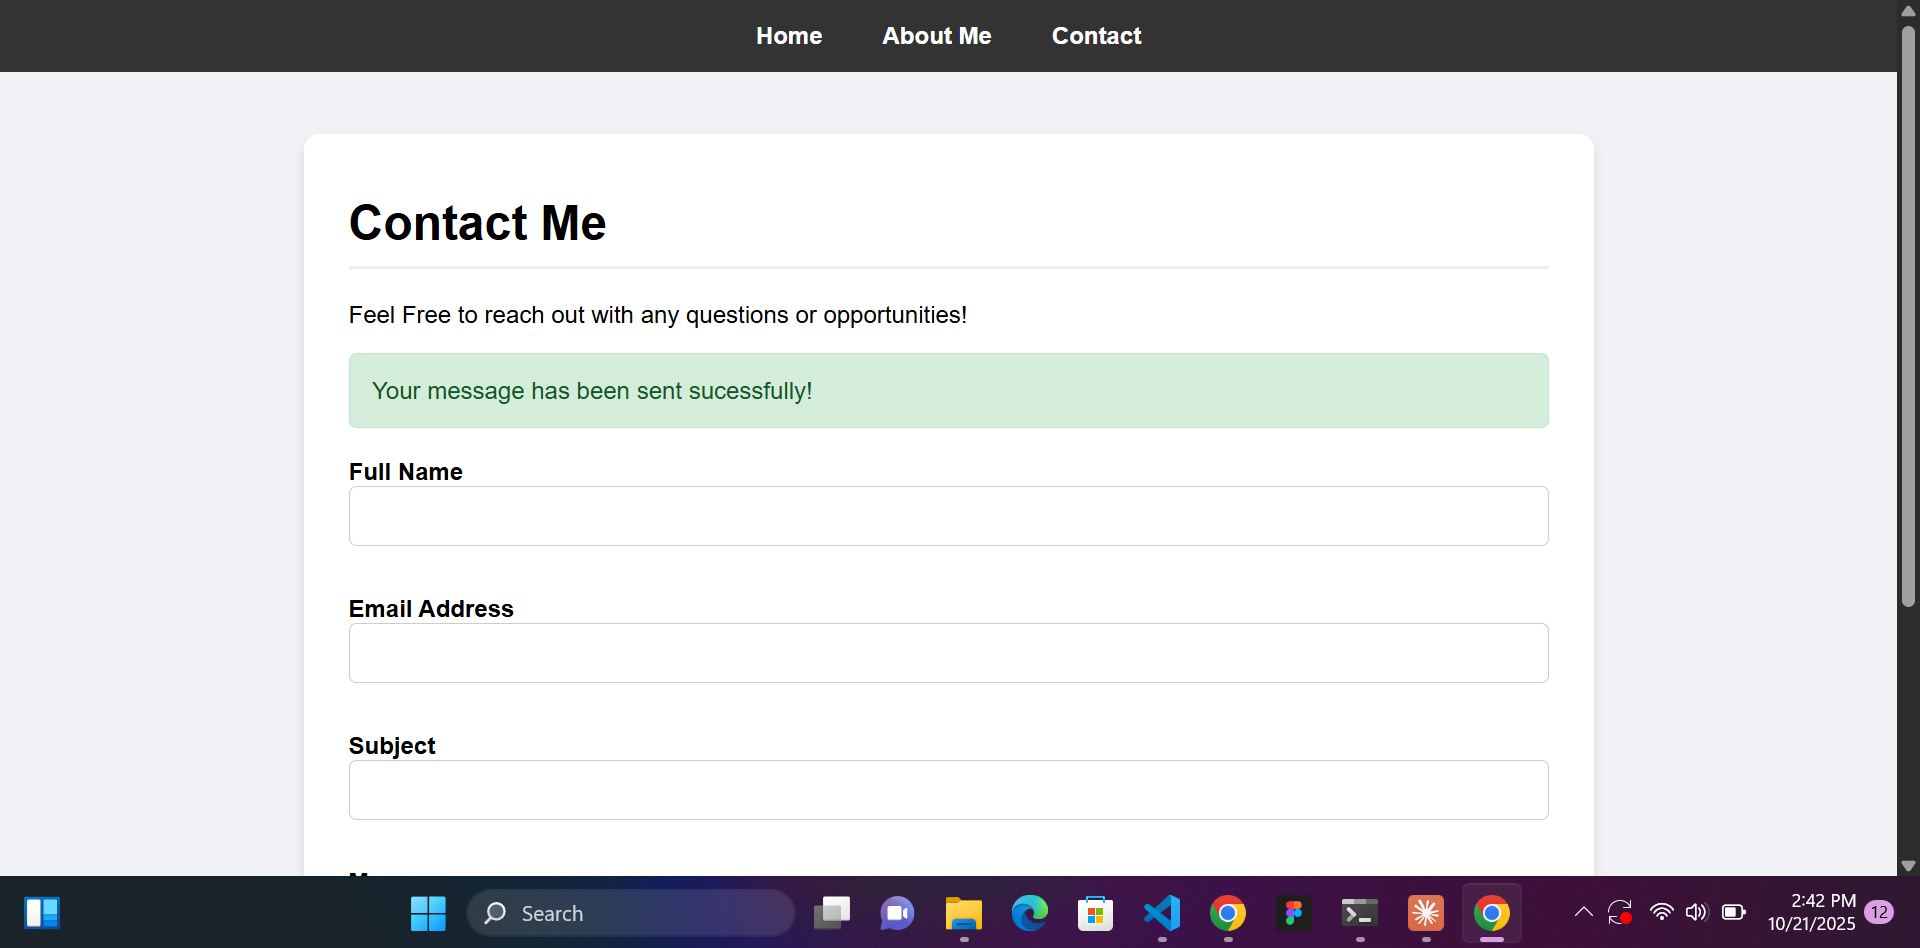 Home About Me Contact
Contact Me
Feel Free to reach out with any questions or opportunities!
Your message has been sent sucessfully!
Full Name
Email Address
Subject
Search
2:42 PM
10/21/2025
12